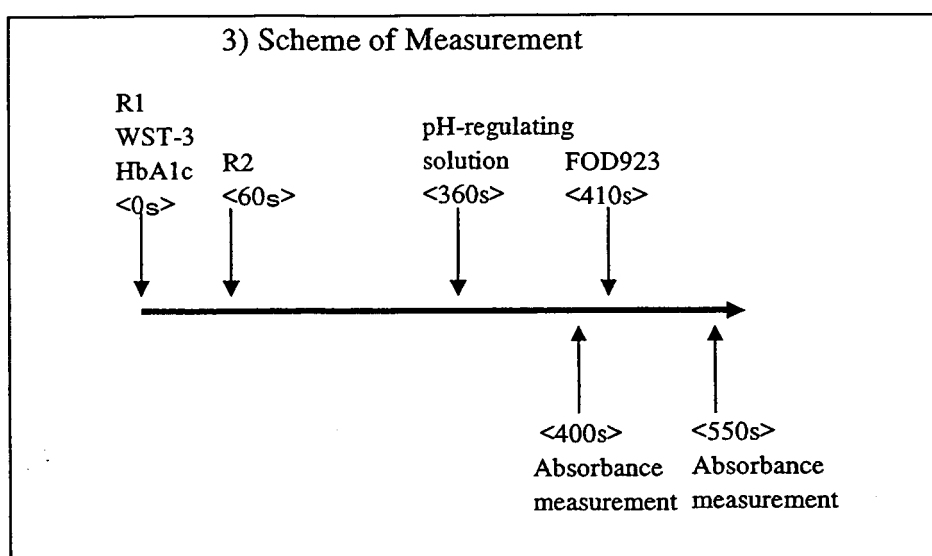 3) Scheme of Measurement
R1
WST-3
HbA1c
<0s>
R2
<60s>
pH-regulating
solution
<360s>
FOD923
<410s>
<400s>
Absorbance
measurement
<550s>
Absorbance
measurement